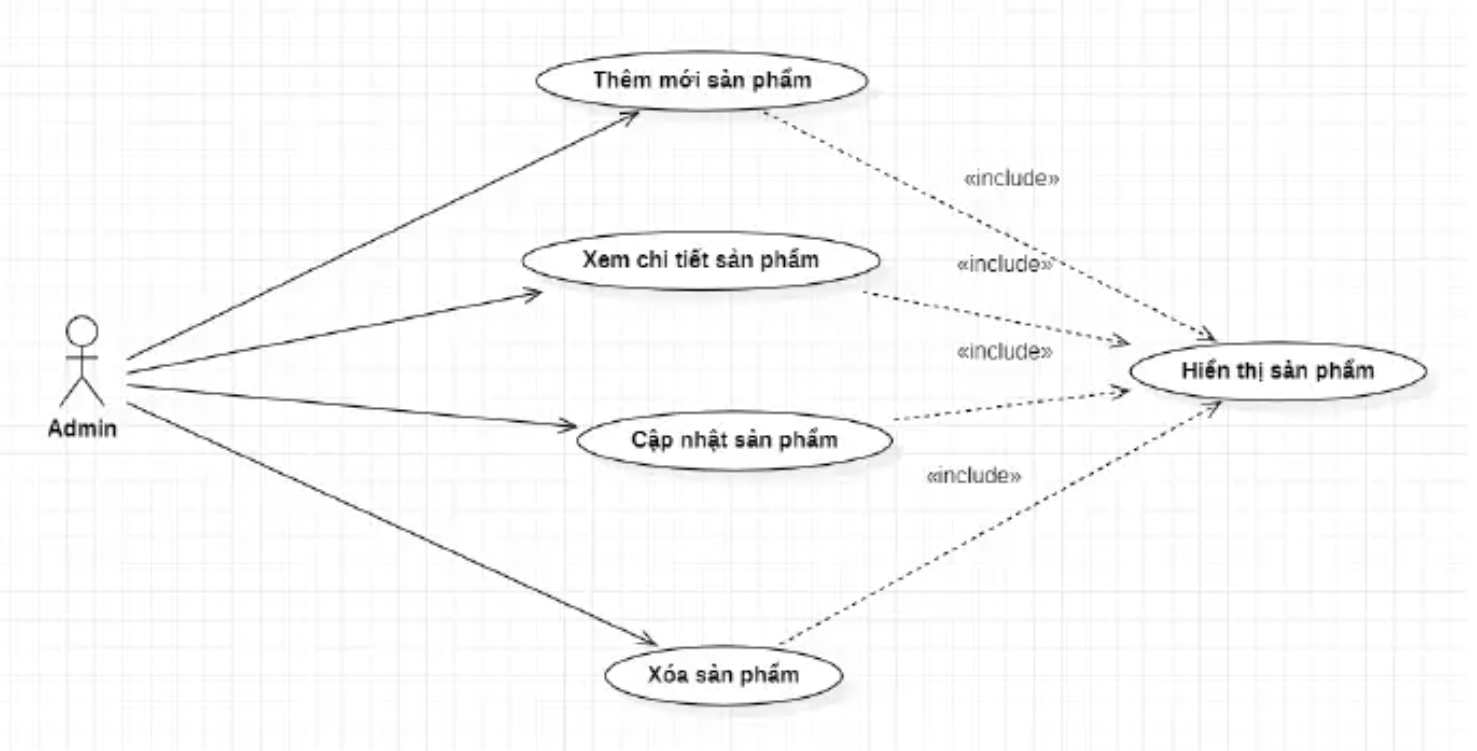 Thêm mới sản phẩm
«include»
Xem chi tiết sản phẩm
«include»
«include»
Hiển thị sản phẩm
Admin
Cập nhật sản phẩm
«include»
Xóa sản phẩm